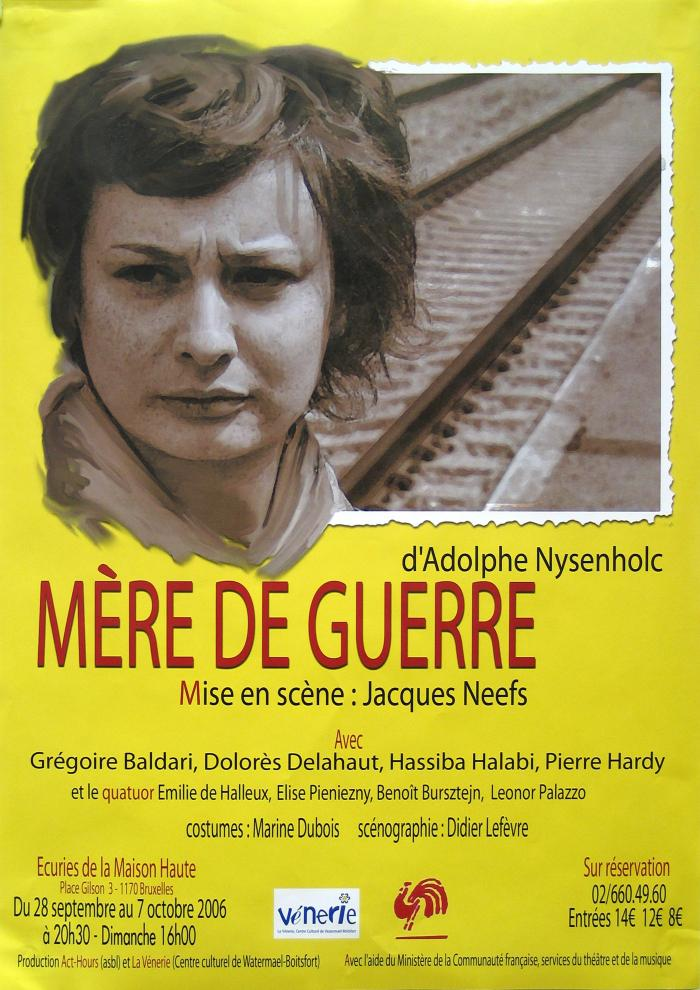 d'Adolphe Nysenholc
MÈRE DE GUERRE
Mise en scène : Jacques Neefs
Avec
Grégoire Baldari, Dolorès Delahaut, Hassiba Halabi, Pierre Hardy
et le quatuor Emilie de Halleux, Elise Pieniezny, Benoît Bursztejn, Leonor Palazzo
costumes : Marine Dubois scénographie : Didier Lefèvre
Ecuries de la Maison Haute
Place Gilson 3 - 1170 Bruxelles
Du 28 septembre au 7 octobre 2006
à 20h30 - Dimanche 16h00
vénerie
La Vénerie, Centre Culturel de Watermael-Boitsfort
Sur réservation
02/660.49.60
Entrées 14€ 12€ 8€
Production Act-Hours (asbl) et La Vénerie (Centre culturel de Watermael-Boitsfort)
Avec l'aide du Ministère de la Communauté française, services du théâtre et de la musique